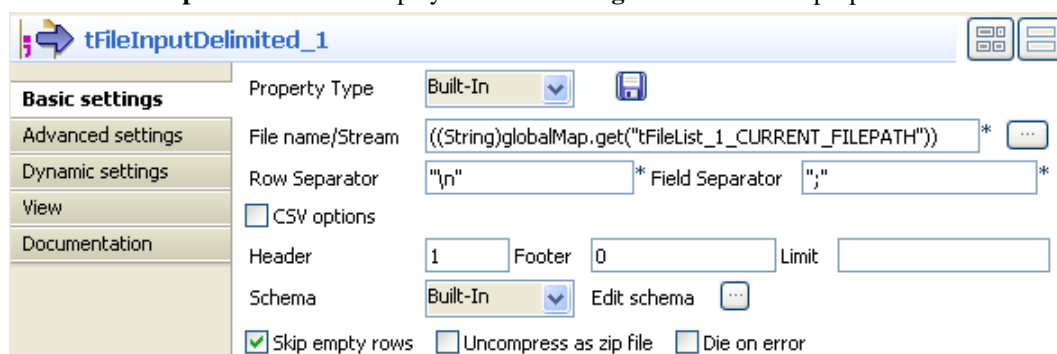 tFileInputDelimited_1
Basic settings
Advanced settings
Dynamic settings
View
Documentation
Property Type Built-In
File name/Stream ((String)globalMap.get("tFileList_1_CURRENT_FILEPATH")) * ...
Row Separator "\n" * Field Separator ";" *
CSV options
Header 1 Footer 0 Limit
Schema Built-In Edit schema ...
Skip empty rows Uncompress as zip file Die on error